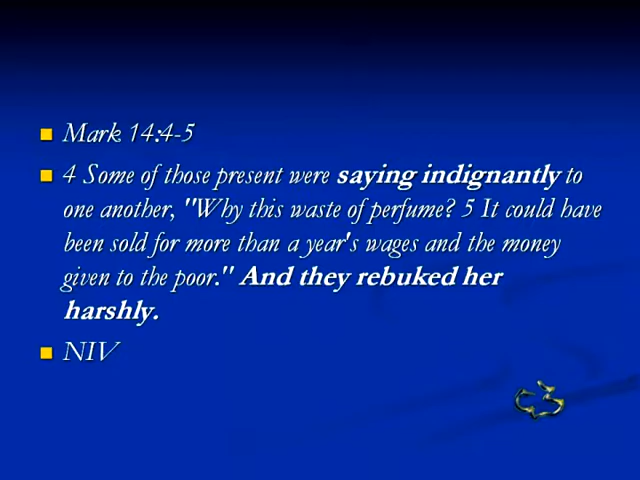 Mark 14:4-5
4 Some of those present were saying indignantly to
one another, "Why this waste of perfume? 5 It could have
been sold for more than a year's wages and the money
given to the poor." And they rebuked her
harshly.
NIV